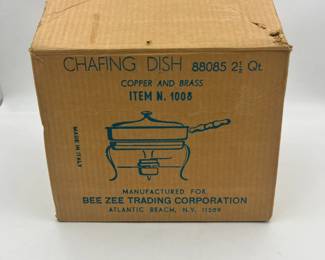 CHAFING DISH 88085 2½ Qt.
COPPER AND BRASS
ITEM N. 1008
MADE IN ITALY
MANUFACTURED FOR
BEE ZEE TRADING CORPORATION
ATLANTIC BEACH, N.Y. 11509